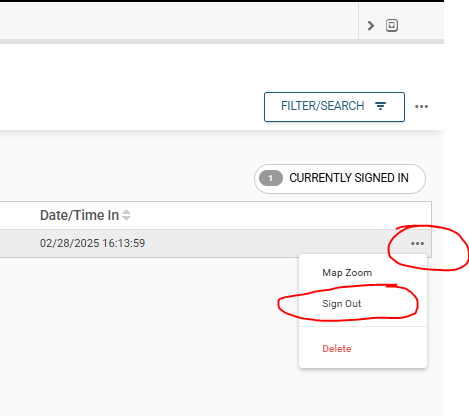 FILTER/SEARCH
1 CURRENTLY SIGNED IN
Date/Time In
02/28/2025 16:13:59
Map Zoom
Sign Out
Delete